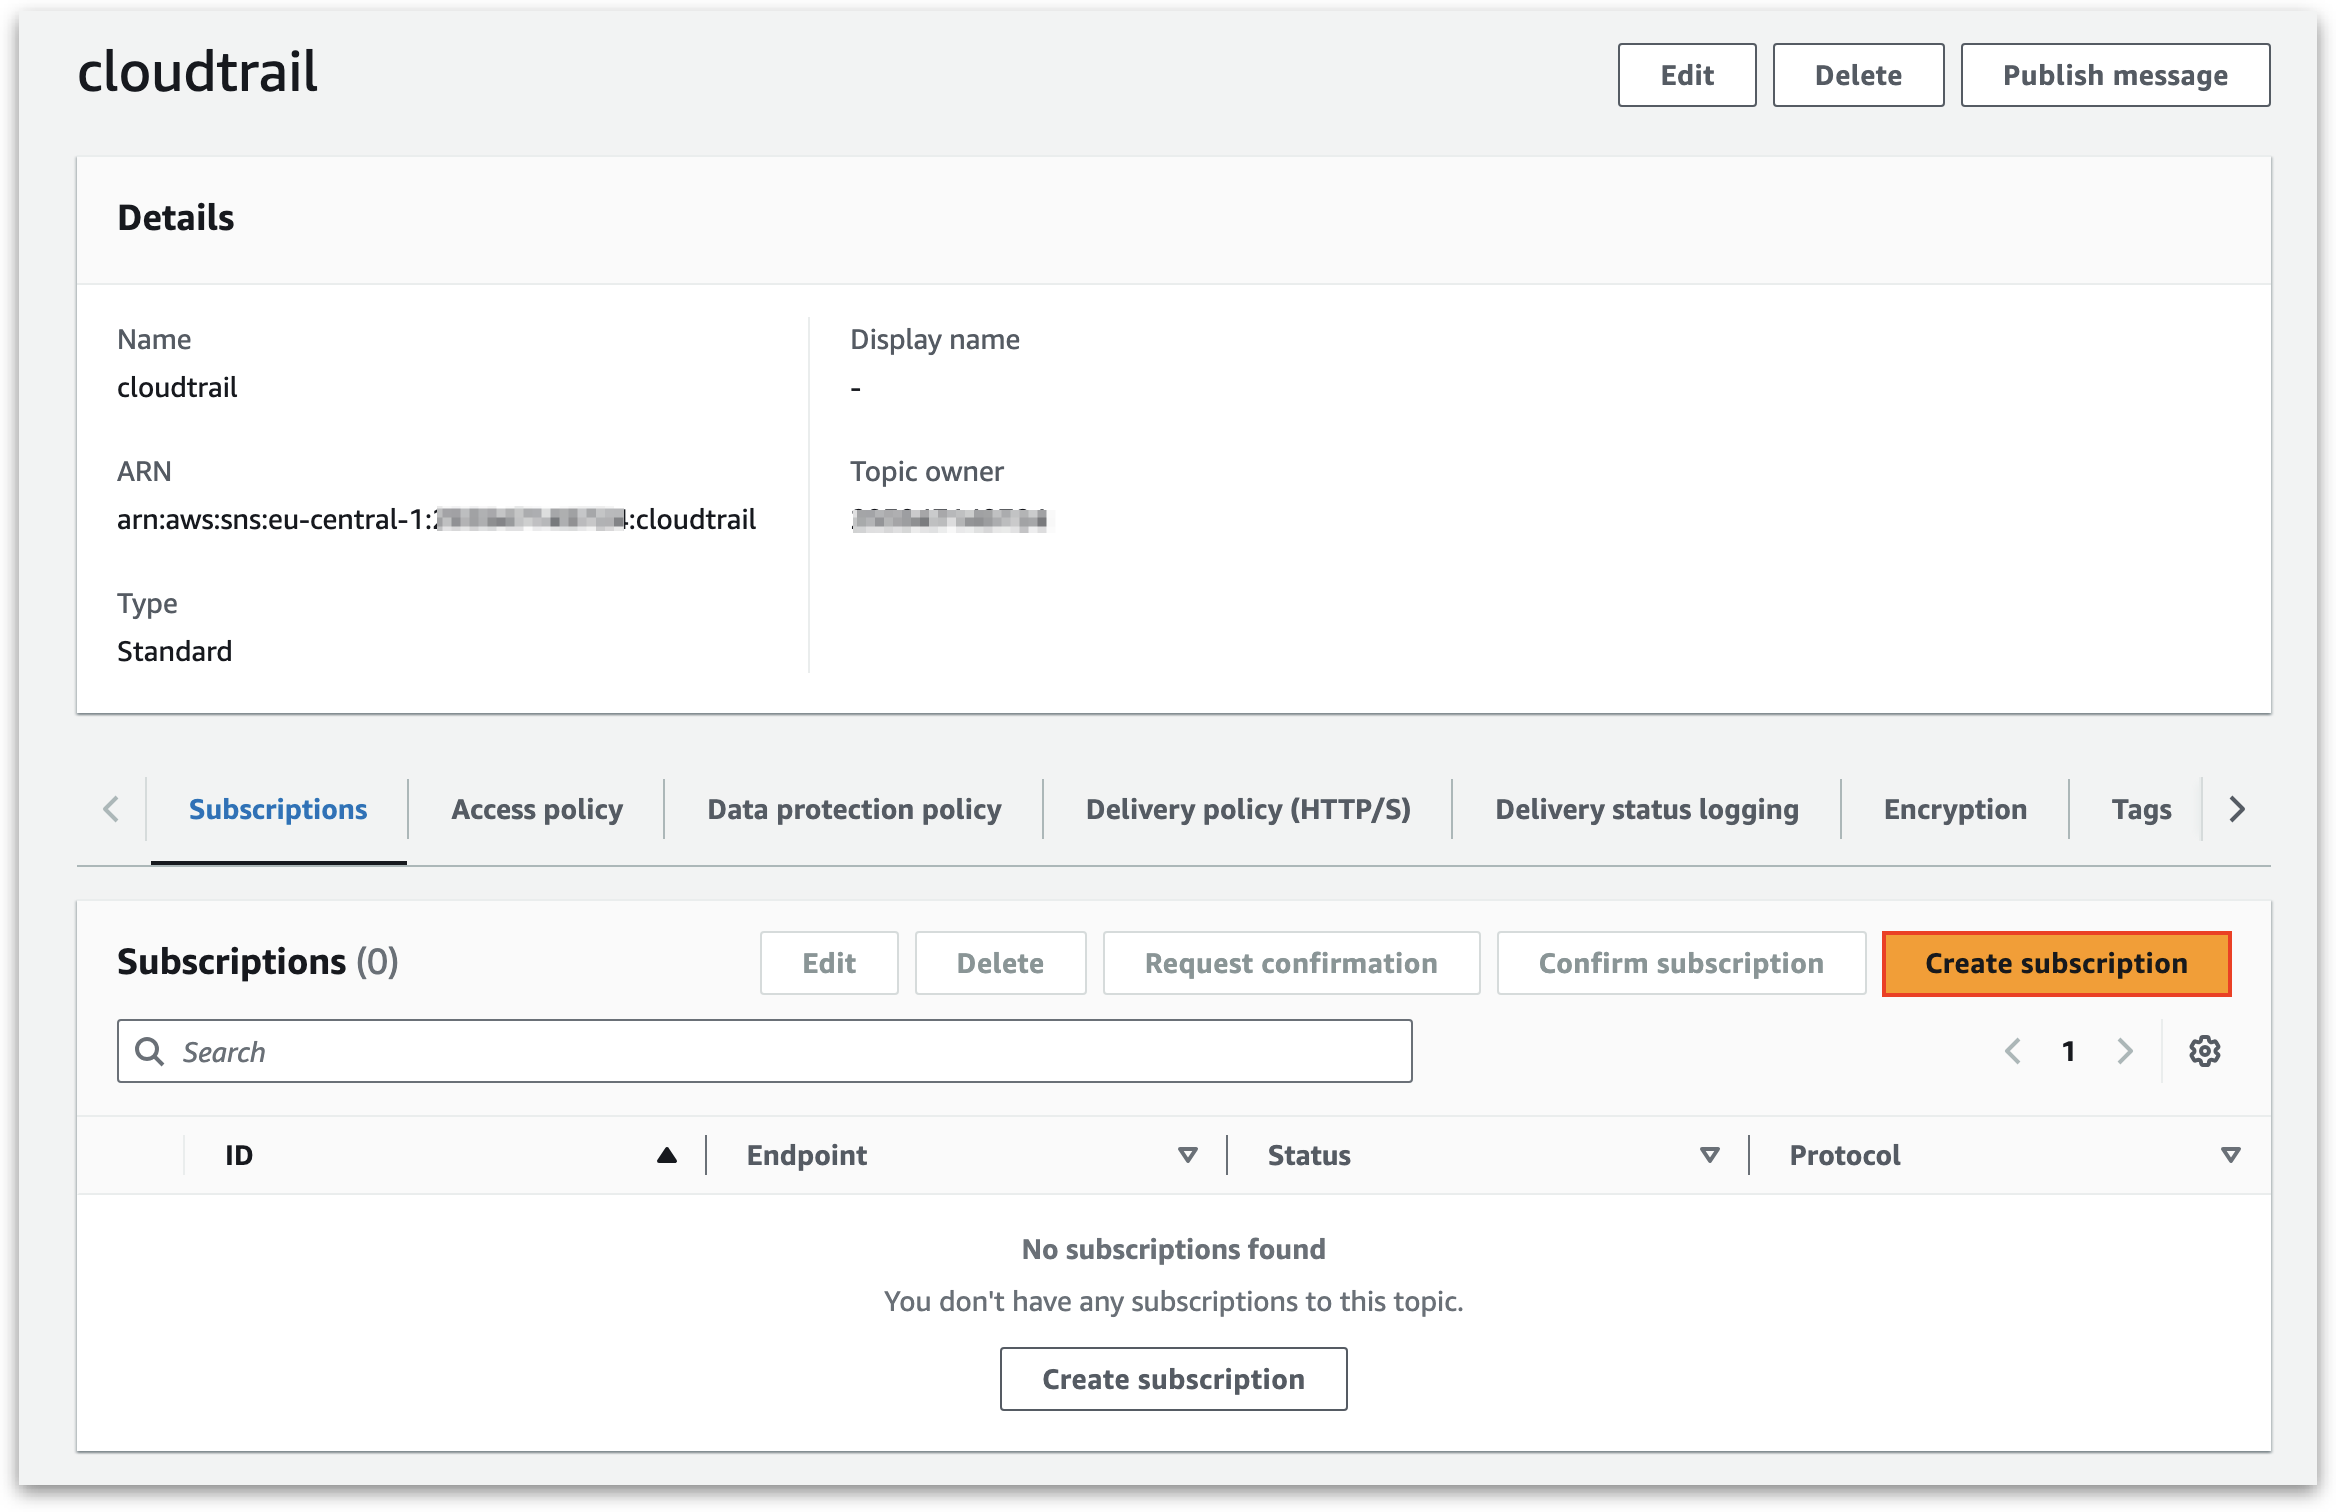 cloudtrail
Edit
Delete
Publish message
Details
Name
cloudtrail
Display name
-
ARN
arn:aws:sns:eu-central-1: :cloudtrail
Topic owner
Type
Standard
Subscriptions
Access policy
Data protection policy
Delivery policy (HTTP/S)
Delivery status logging
Encryption
Tags
Subscriptions (0)
Edit
Delete
Request confirmation
Confirm subscription
Create subscription
Search
1
ID
Endpoint
Status
Protocol
No subscriptions found
You don't have any subscriptions to this topic.
Create subscription